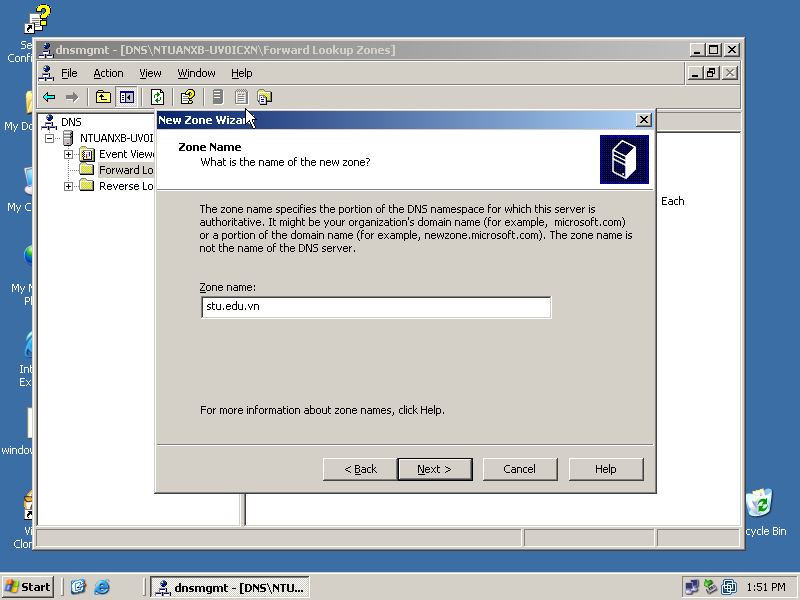 Se
Confi
My Do
My C
My N
Pl
Int
Ex
window
Vi
Clon
cycle Bin
dnsmgmt - [DNS\NTUANXB-UV0ICXN\Forward Lookup Zones]
File Action View Window Help
DNS
NTUANXB-UV0I
Event Viewe
Forward Lo
Reverse Lo
Each
New Zone Wizard
Zone Name
What is the name of the new zone?
The zone name specifies the portion of the DNS namespace for which this server is
authoritative. It might be your organization's domain name (for example, microsoft.com)
or a portion of the domain name (for example, newzone.microsoft.com). The zone name is
not the name of the DNS server.
Zone name:
stu.edu.vn
For more information about zone names, click Help.
< Back Next > Cancel Help
Start dnsmgmt - [DNS\NTU... 1:51 PM